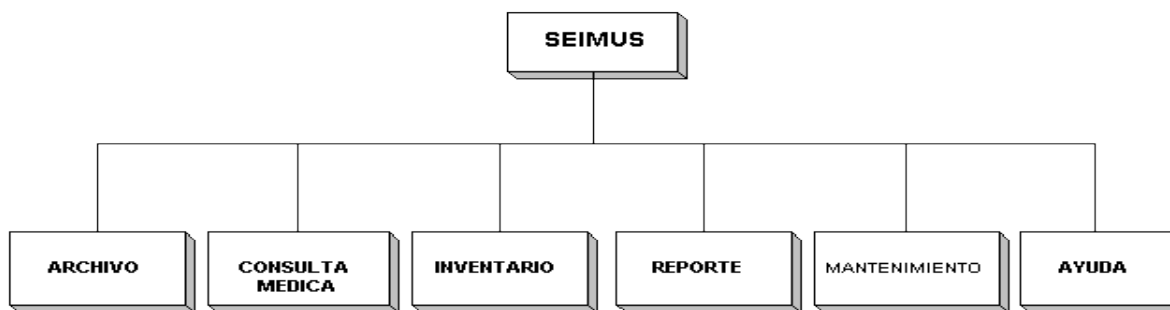 SEIMUS
ARCHIVO
CONSULTA
MEDICA
INVENTARIO
REPORTE
MANTENIMIENTO
AYUDA